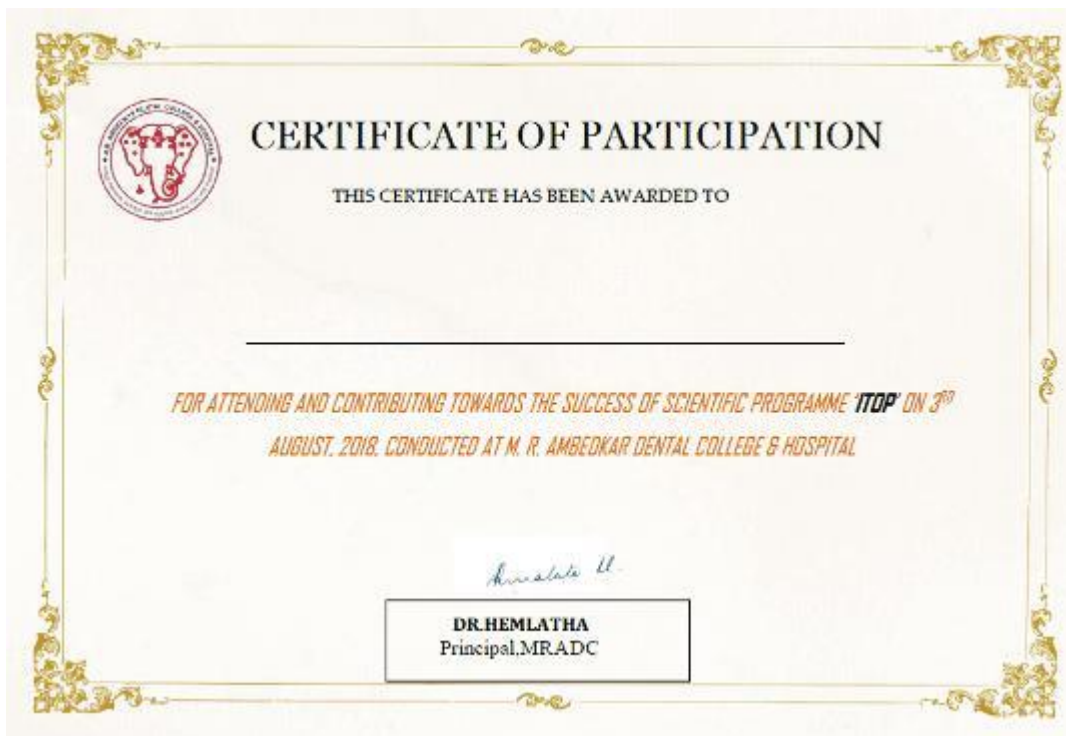 CERTIFICATE OF PARTICIPATION
THIS CERTIFICATE HAS BEEN AWARDED TO
FOR ATTENDING AND CONTRIBUTING TOWARDS THE SUCCESS OF SCIENTIFIC PROGRAMME 'ITOP' ON 3RD
AUGUST, 2018, CONDUCTED AT M. R. AMBEDKAR DENTAL COLLEGE & HOSPITAL
DR.HEMLATHA
Principal,MRADC